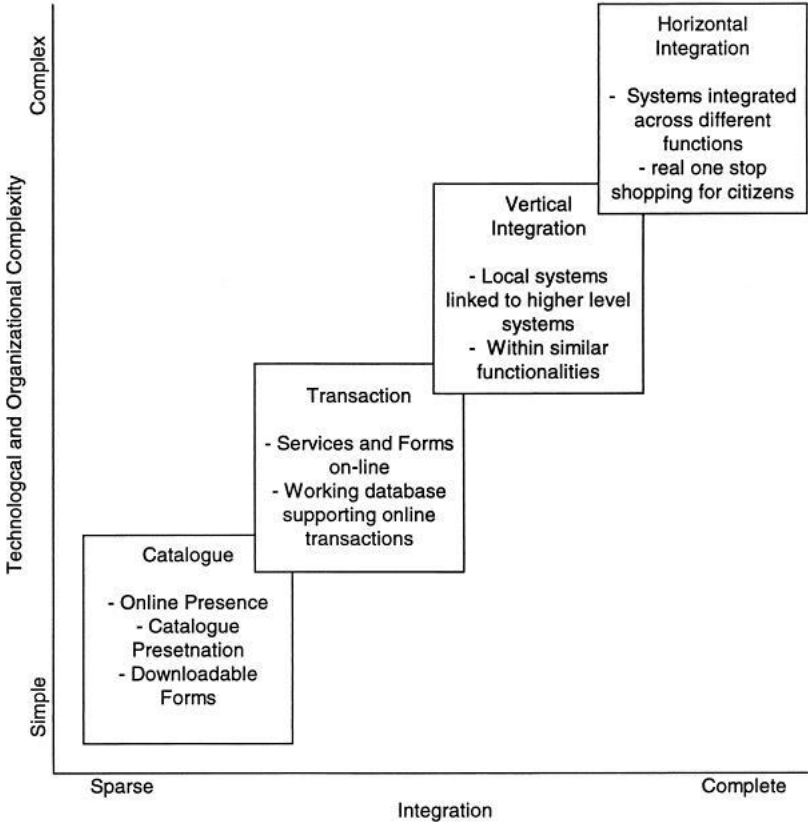 Horizontal
Integration
- Systems integrated
across different
functions
- real one stop
shopping for citizens
Vertical
Integration
- Local systems
linked to higher level
systems
- Within similar
functionalities
Transaction
- Services and Forms
on-line
- Working database
supporting online
transactions
Catalogue
- Online Presence
- Catalogue
Presetnation
- Downloadable
Forms
Complex
Technologcal and Organizational Complexity
Simple
Sparse
Complete
Integration